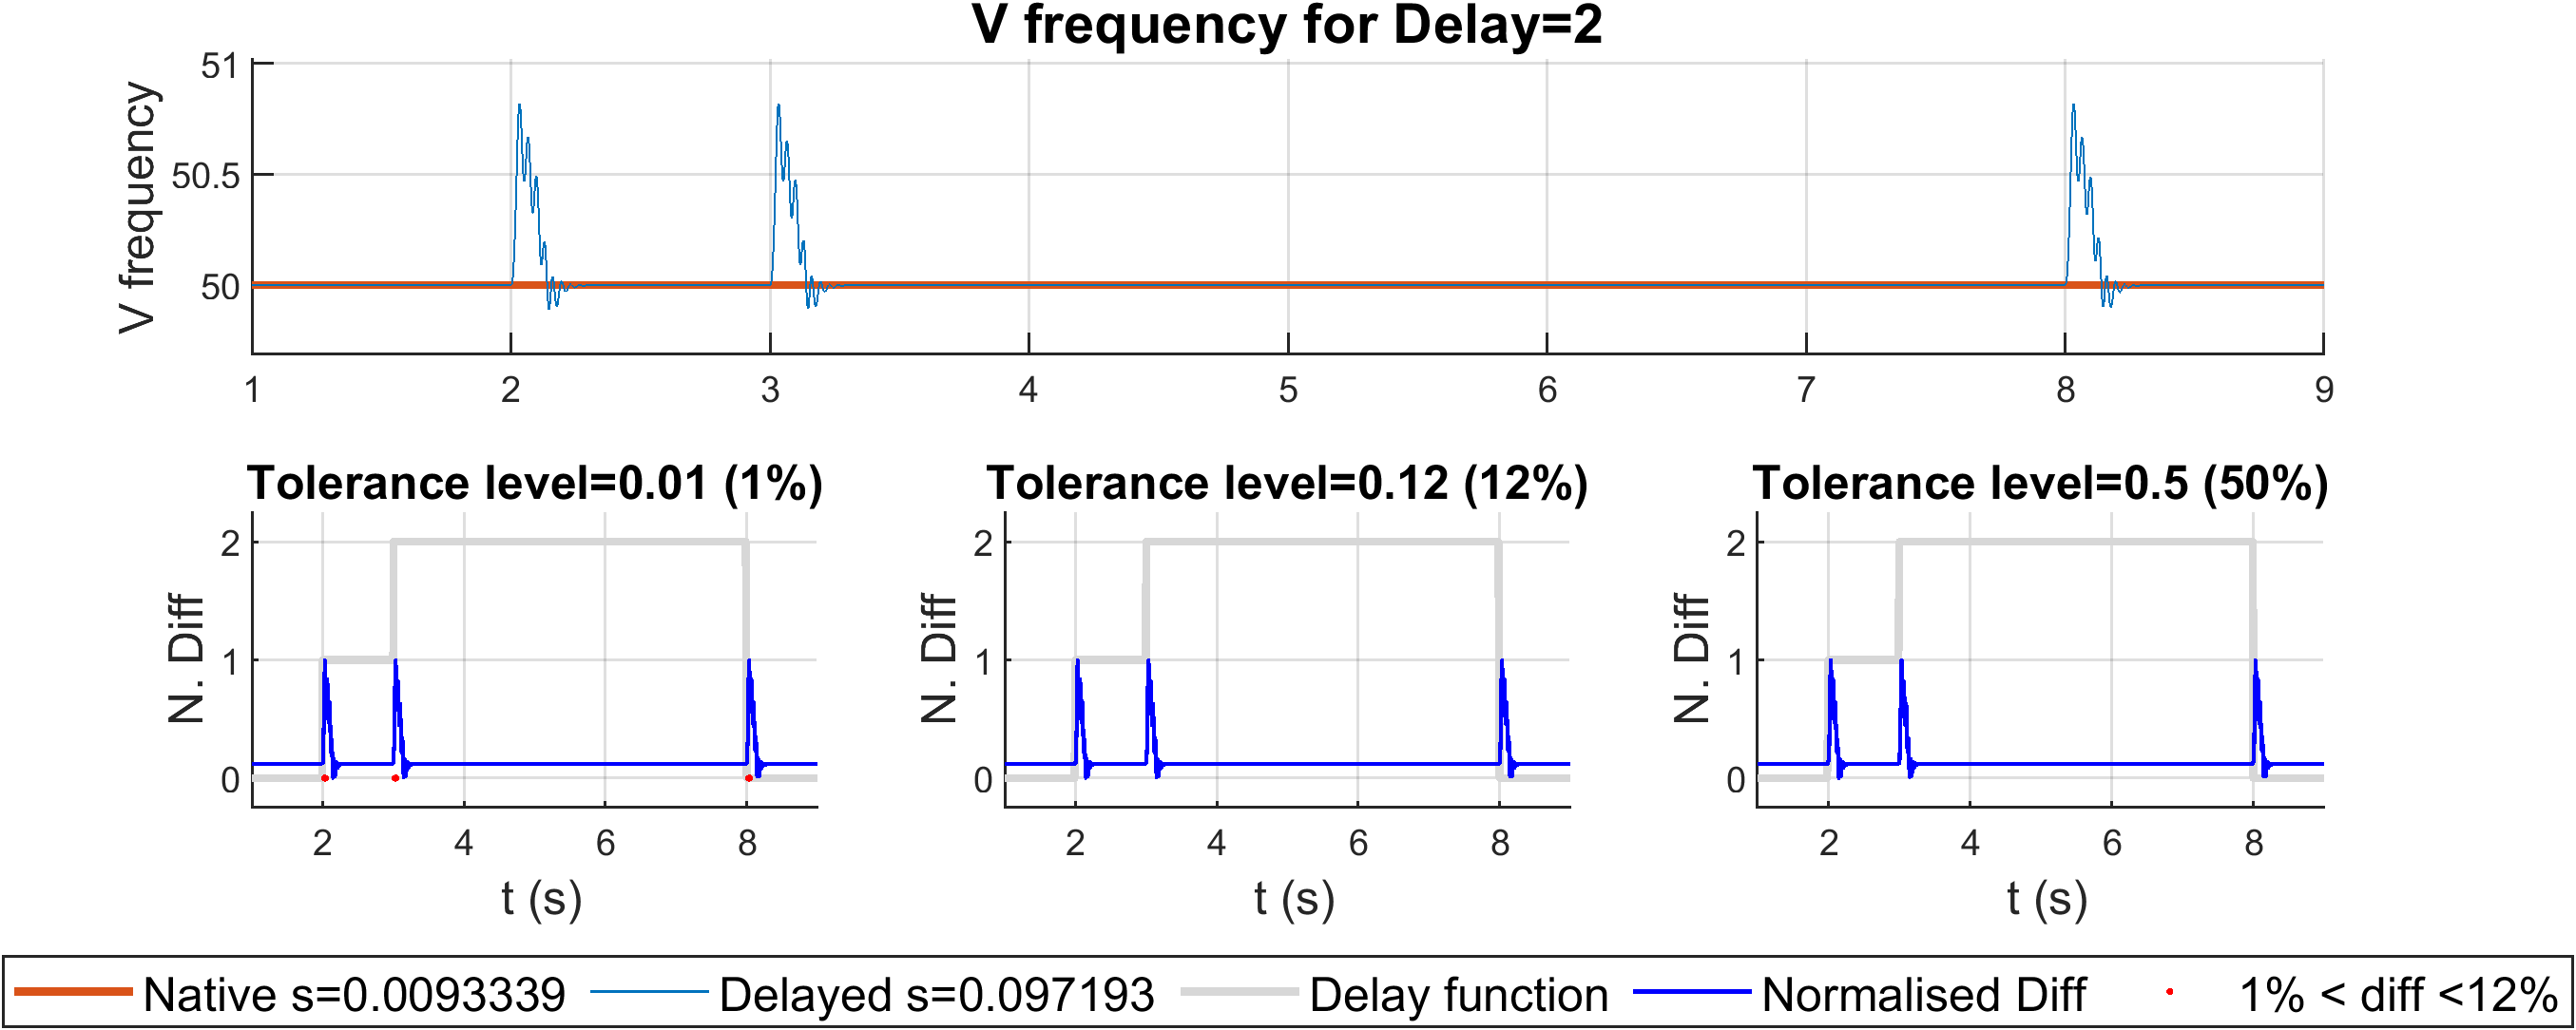 V frequency for Delay=2
V frequency
51
50.5
50
1 2 3 4 5 6 7 8 9
Tolerance level=0.01 (1%)
N. Diff
2
1
0
2 4 6 8
t (s)
Tolerance level=0.12 (12%)
N. Diff
2
1
0
2 4 6 8
t (s)
Tolerance level=0.5 (50%)
N. Diff
2
1
0
2 4 6 8
t (s)
Native s=0.0093339 Delayed s=0.097193 Delay function Normalised Diff 1% < diff <12%